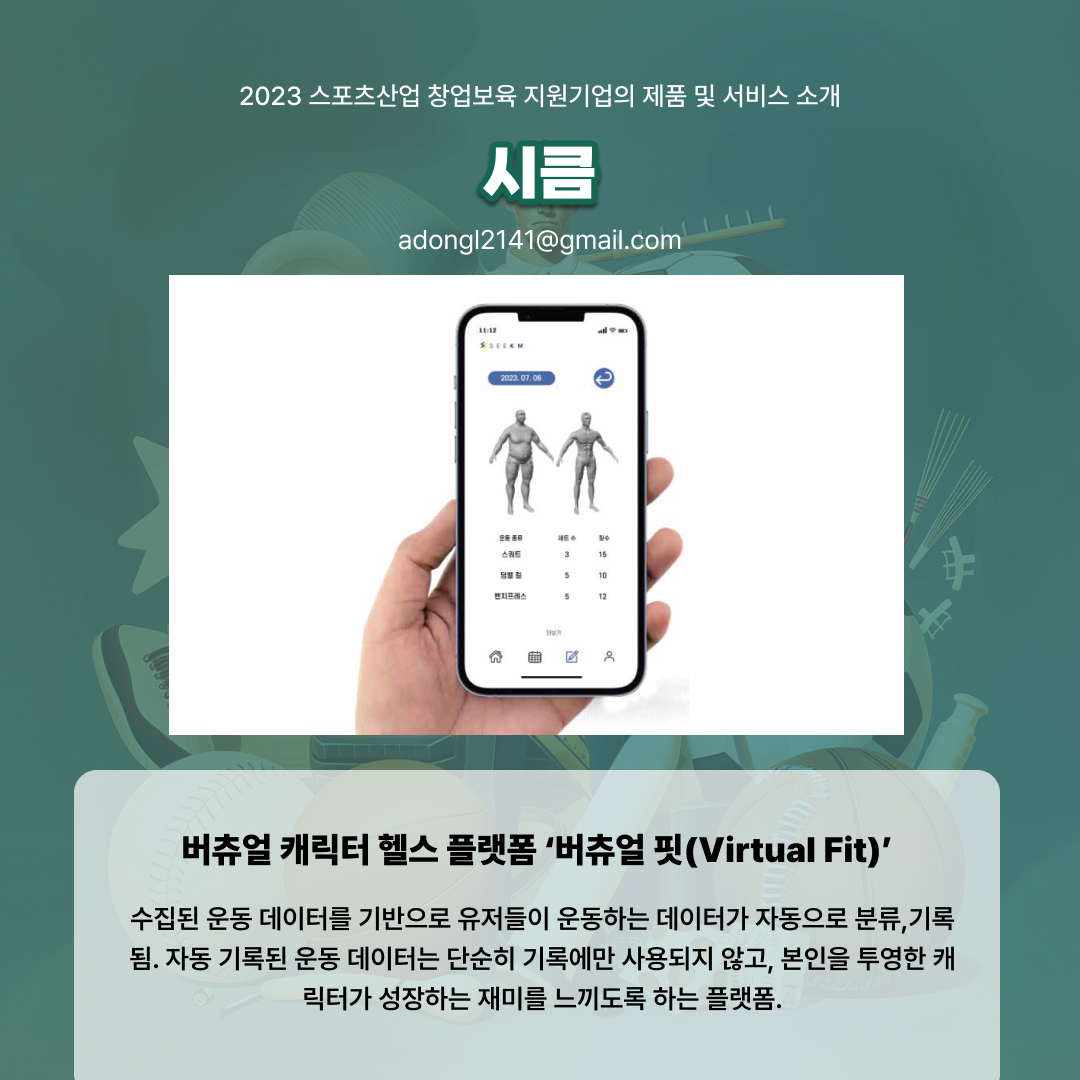 2023 스포츠산업 창업보육 지원기업의 제품 및 서비스 소개
시큼
adongl2141@gmail.com
11:12
SEEKM
2023. 07. 06
운동 종류 세트 수 횟수
스쿼트 3 15
덤벨 컬 5 10
벤치프레스 5 12
더보기
버츄얼 캐릭터 헬스 플랫폼 ‘버츄얼 핏(Virtual Fit)’
수집된 운동 데이터를 기반으로 유저들이 운동하는 데이터가 자동으로 분류,기록
됨. 자동 기록된 운동 데이터는 단순히 기록에만 사용되지 않고, 본인을 투영한 캐
릭터가 성장하는 재미를 느끼도록 하는 플랫폼.